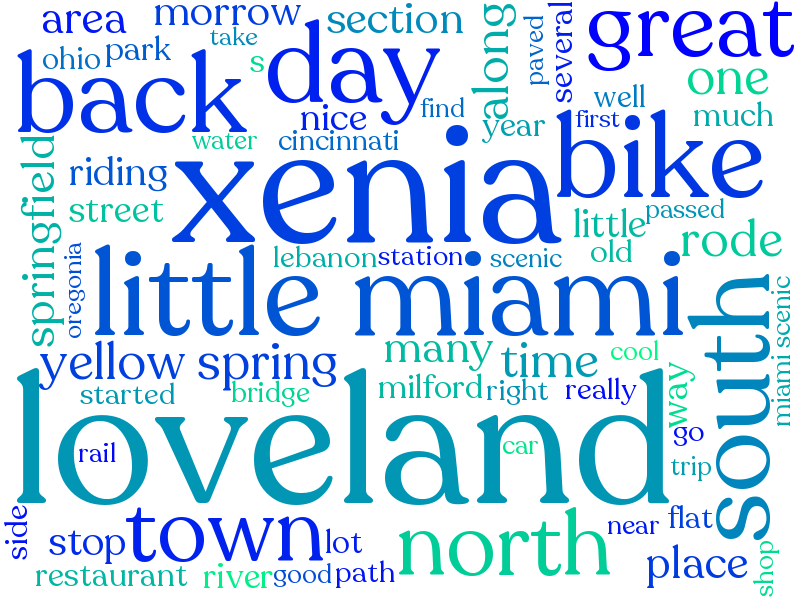 area
morrow
section
great
ohio
park
take
s
back
day
along
paved
several
one
find
nice
well
first
much
water
cincinnati
year
bike
springfield
riding
xenia
street
little
passed
rode
lebanon
station
scenic
old
oregonia
little miami
south
miami scenic
yellow spring
many
time
cool
started
bridge
milford
right
really
way
loveland
rail
car
go
trip
side
stop
town
lot
north
near
flat
place
shop
restaurant
river
good
path